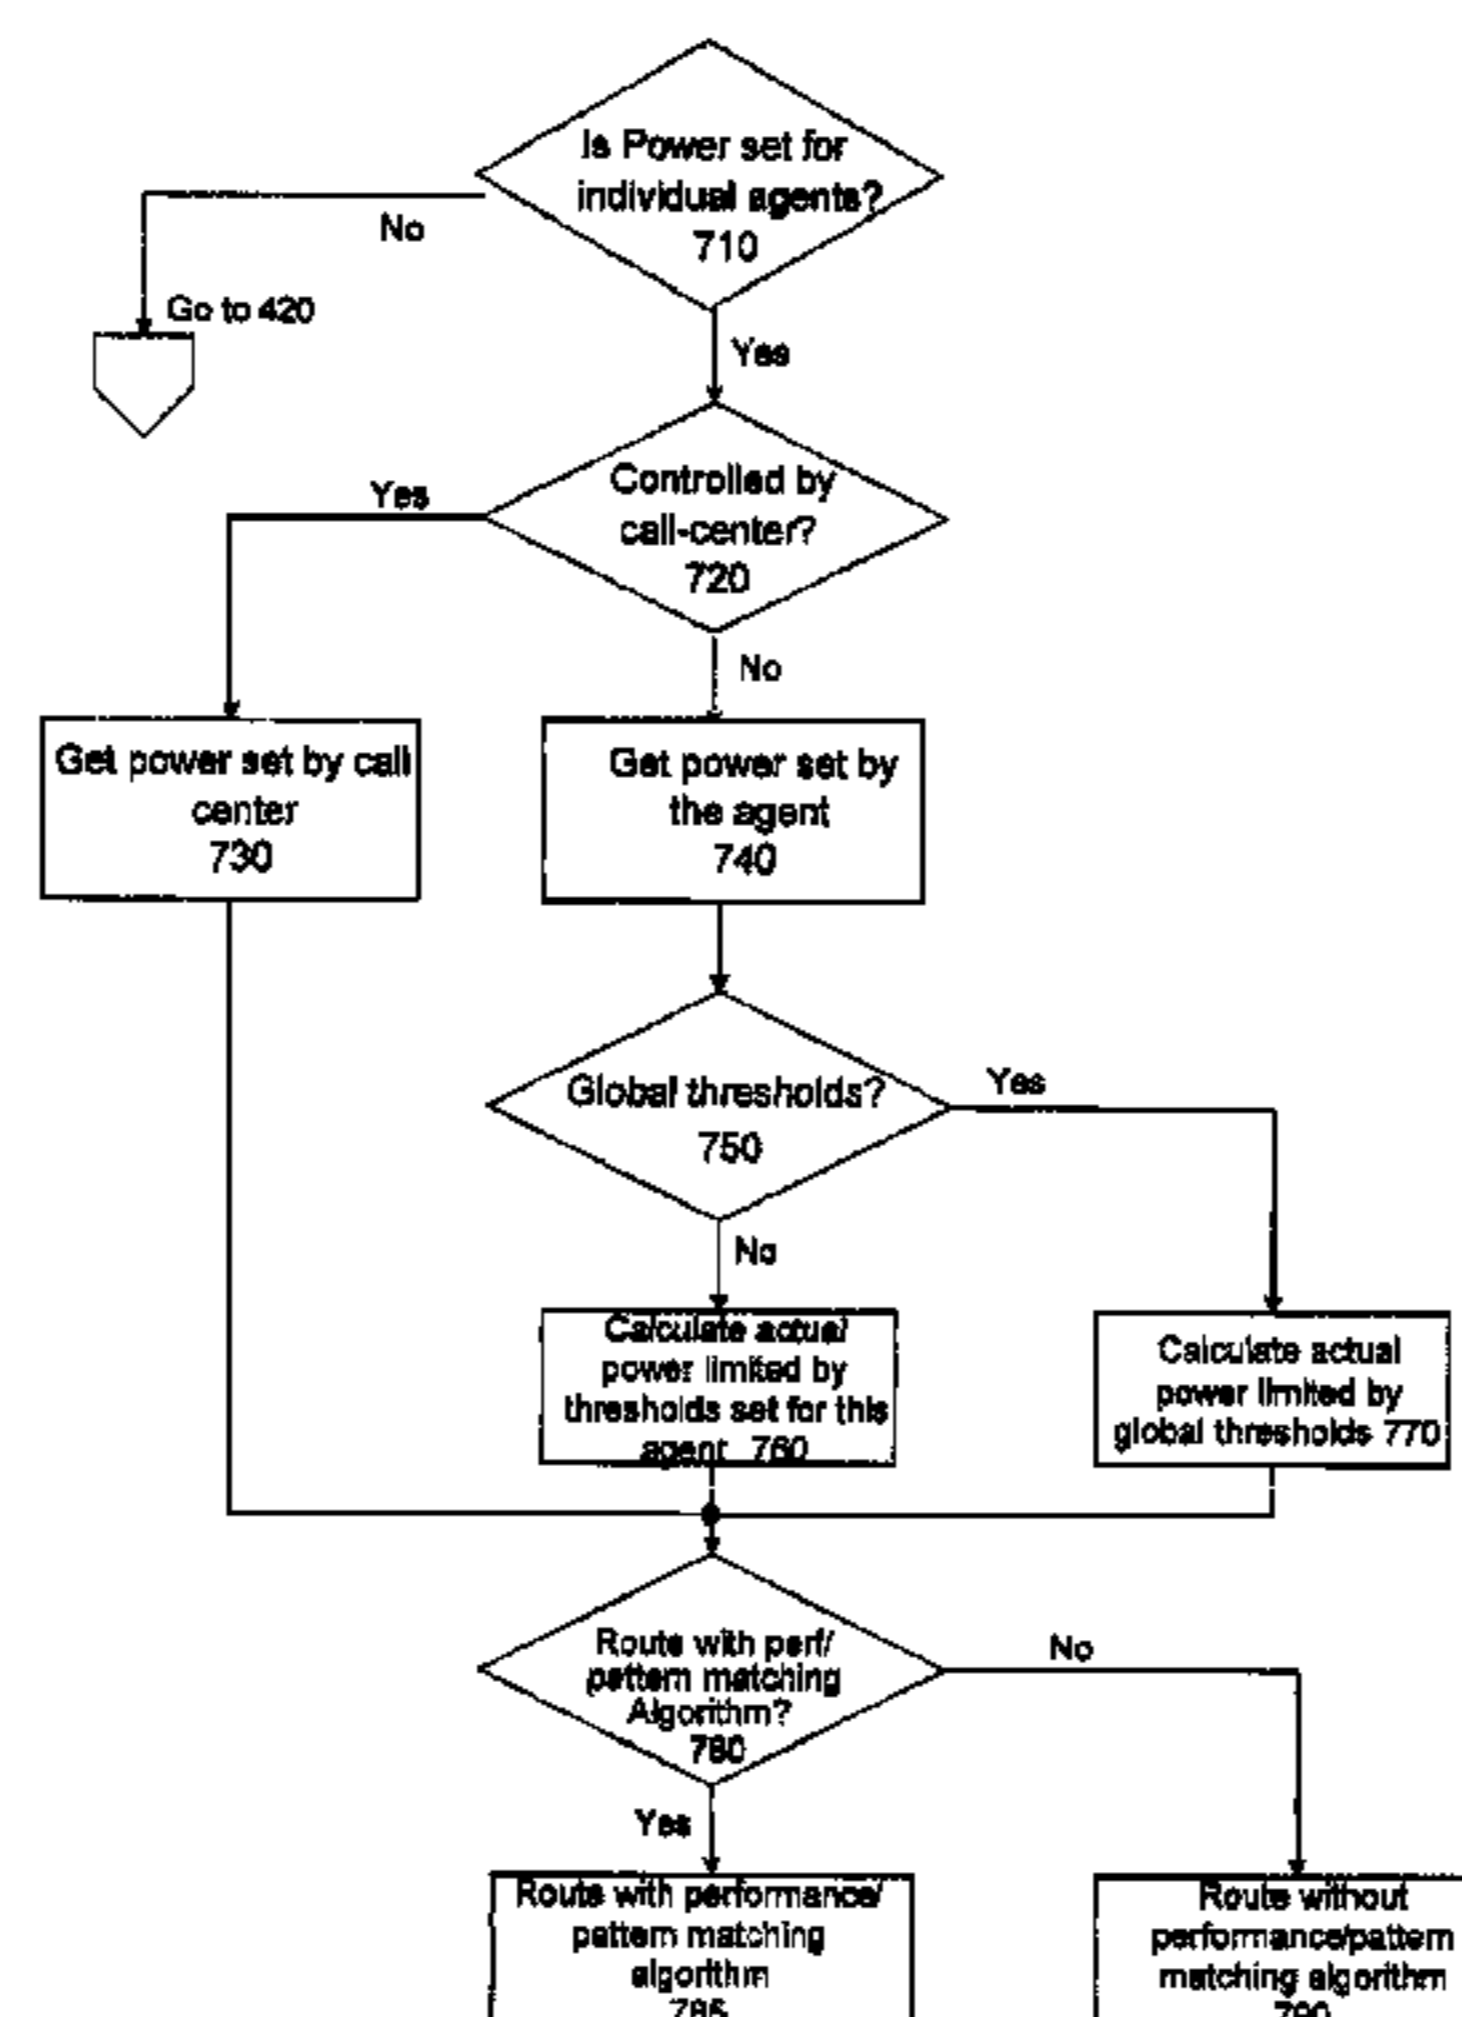 Is Power set for
individual agents?
710
No
Go to 420
Yes
Controlled by
call-center?
720
Yes
No
Get power set by call
center
730
Get power set by
the agent
740
Global thresholds?
750
Yes
No
Calculate actual
power limited by
thresholds set for this
agent 760
Calculate actual
power limited by
global thresholds 770
Route with perf/
pattern matching
Algorithm?
780
No
Yes
Route with performance/
pattern matching
algorithm
785
Route without
performance/pattern
matching algorithm
790